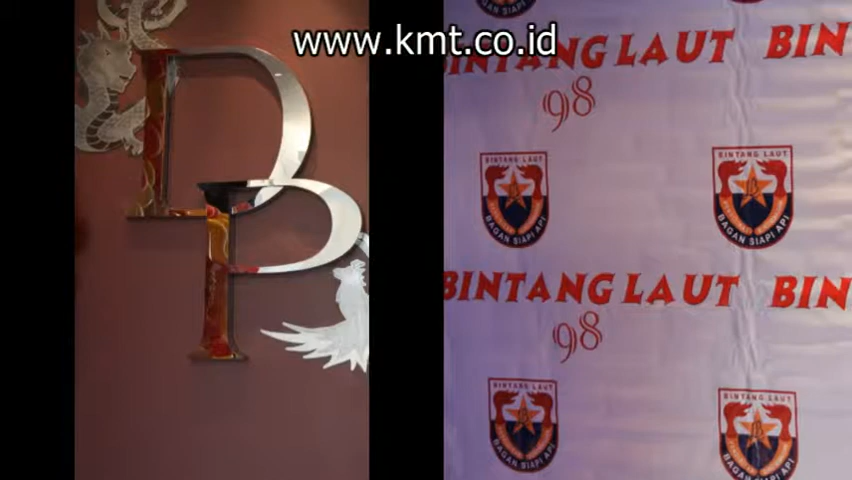 www.kmt.co.id
DP
BINTANG LAUT BIN
98
BINTANG LAUT
BAGAN SIAPI API
BINTANG LAUT
BAGAN SIAPI API
BINTANG LAUT BIN
98
BINTANG LAUT
BAGAN SIAPI API
BINTANG LAUT
BAGAN SIAPI API